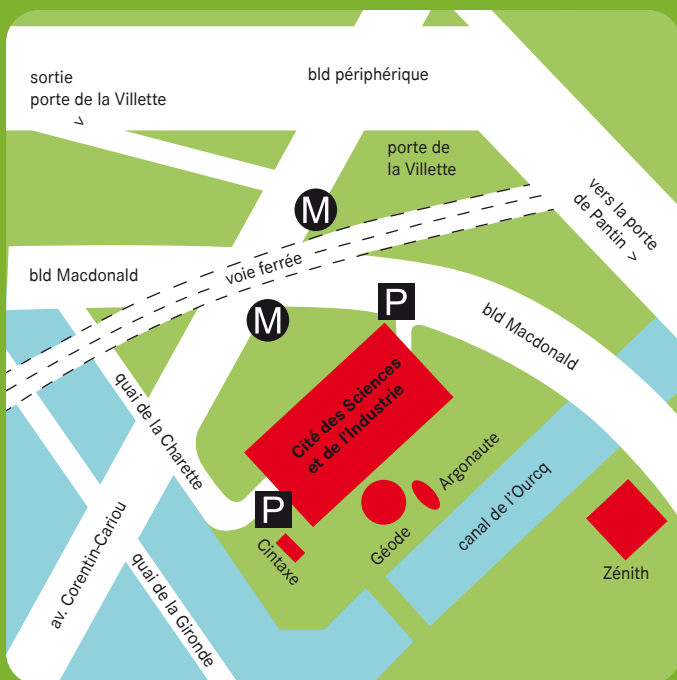 sortie
porte de la Villette
>
bld périphérique
porte de
la Villette
vers la porte
de Pantin >
M
voie ferrée
bld Macdonald
M
P
bld Macdonald
Cité des Sciences
et de l'Industrie
quai de la Charette
Argonaute
canal de l'Ourcq
P
Géode
Cintaxe
Zénith
av. Corentin-Cariou
quai de la Gironde